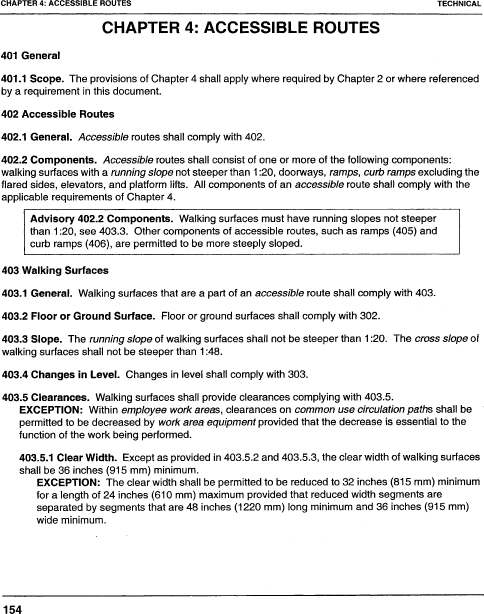 CHAPTER 4: ACCESSIBLE ROUTES TECHNICAL
CHAPTER 4: ACCESSIBLE ROUTES
401 General
401.1 Scope. The provisions of Chapter 4 shall apply where required by Chapter 2 or where referenced
by a requirement in this document.
402 Accessible Routes
402.1 General. Accessible routes shall comply with 402.
402.2 Components. Accessible routes shall consist of one or more of the following components:
walking surfaces with a running slope not steeper than 1:20, doorways, ramps, curb ramps excluding the
flared sides, elevators, and platform lifts. All components of an accessible route shall comply with the
applicable requirements of Chapter 4.
Advisory 402.2 Components. Walking surfaces must have running slopes not steeper
than 1:20, see 403.3. Other components of accessible routes, such as ramps (405) and
curb ramps (406), are permitted to be more steeply sloped.
403 Walking Surfaces
403.1 General. Walking surfaces that are a part of an accessible route shall comply with 403.
403.2 Floor or Ground Surface. Floor or ground surfaces shall comply with 302.
403.3 Slope. The running slope of walking surfaces shall not be steeper than 1:20. The cross slope of
walking surfaces shall not be steeper than 1:48.
403.4 Changes in Level. Changes in level shall comply with 303.
403.5 Clearances. Walking surfaces shall provide clearances complying with 403.5.
EXCEPTION: Within employee work areas, clearances on common use circulation paths shall be
permitted to be decreased by work area equipment provided that the decrease is essential to the
function of the work being performed.
403.5.1 Clear Width. Except as provided in 403.5.2 and 403.5.3, the clear width of walking surfaces
shall be 36 inches (915 mm) minimum.
EXCEPTION: The clear width shall be permitted to be reduced to 32 inches (815 mm) minimum
for a length of 24 inches (610 mm) maximum provided that reduced width segments are
separated by segments that are 48 inches (1220 mm) long minimum and 36 inches (915 mm)
wide minimum.
154